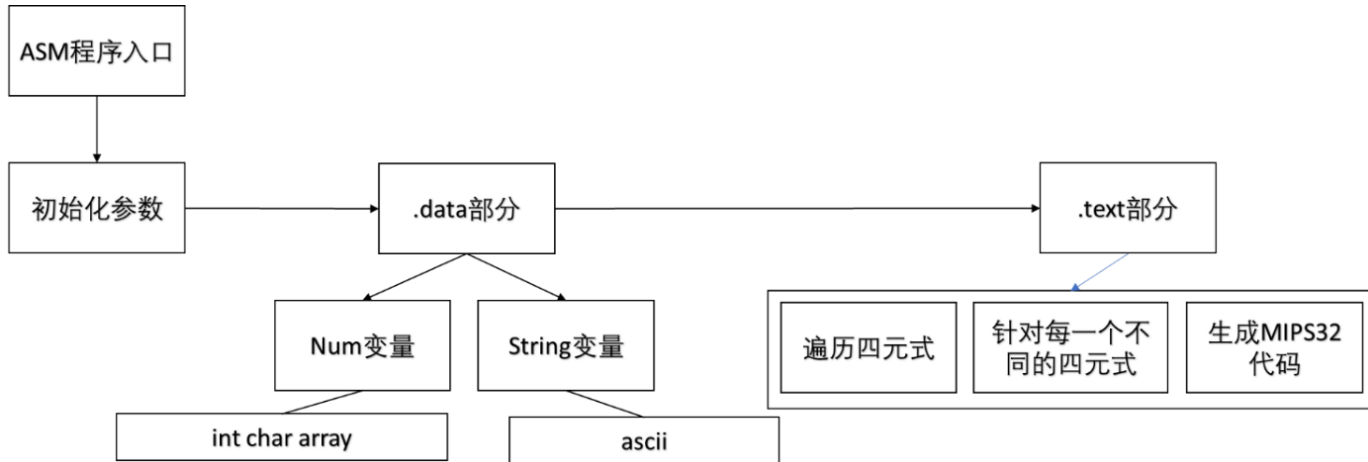 ASM程序入口
初始化参数
.data部分
.text部分
Num变量
String变量
遍历四元式
针对每一个不
同的四元式
生成MIPS32
代码
int char array
ascii